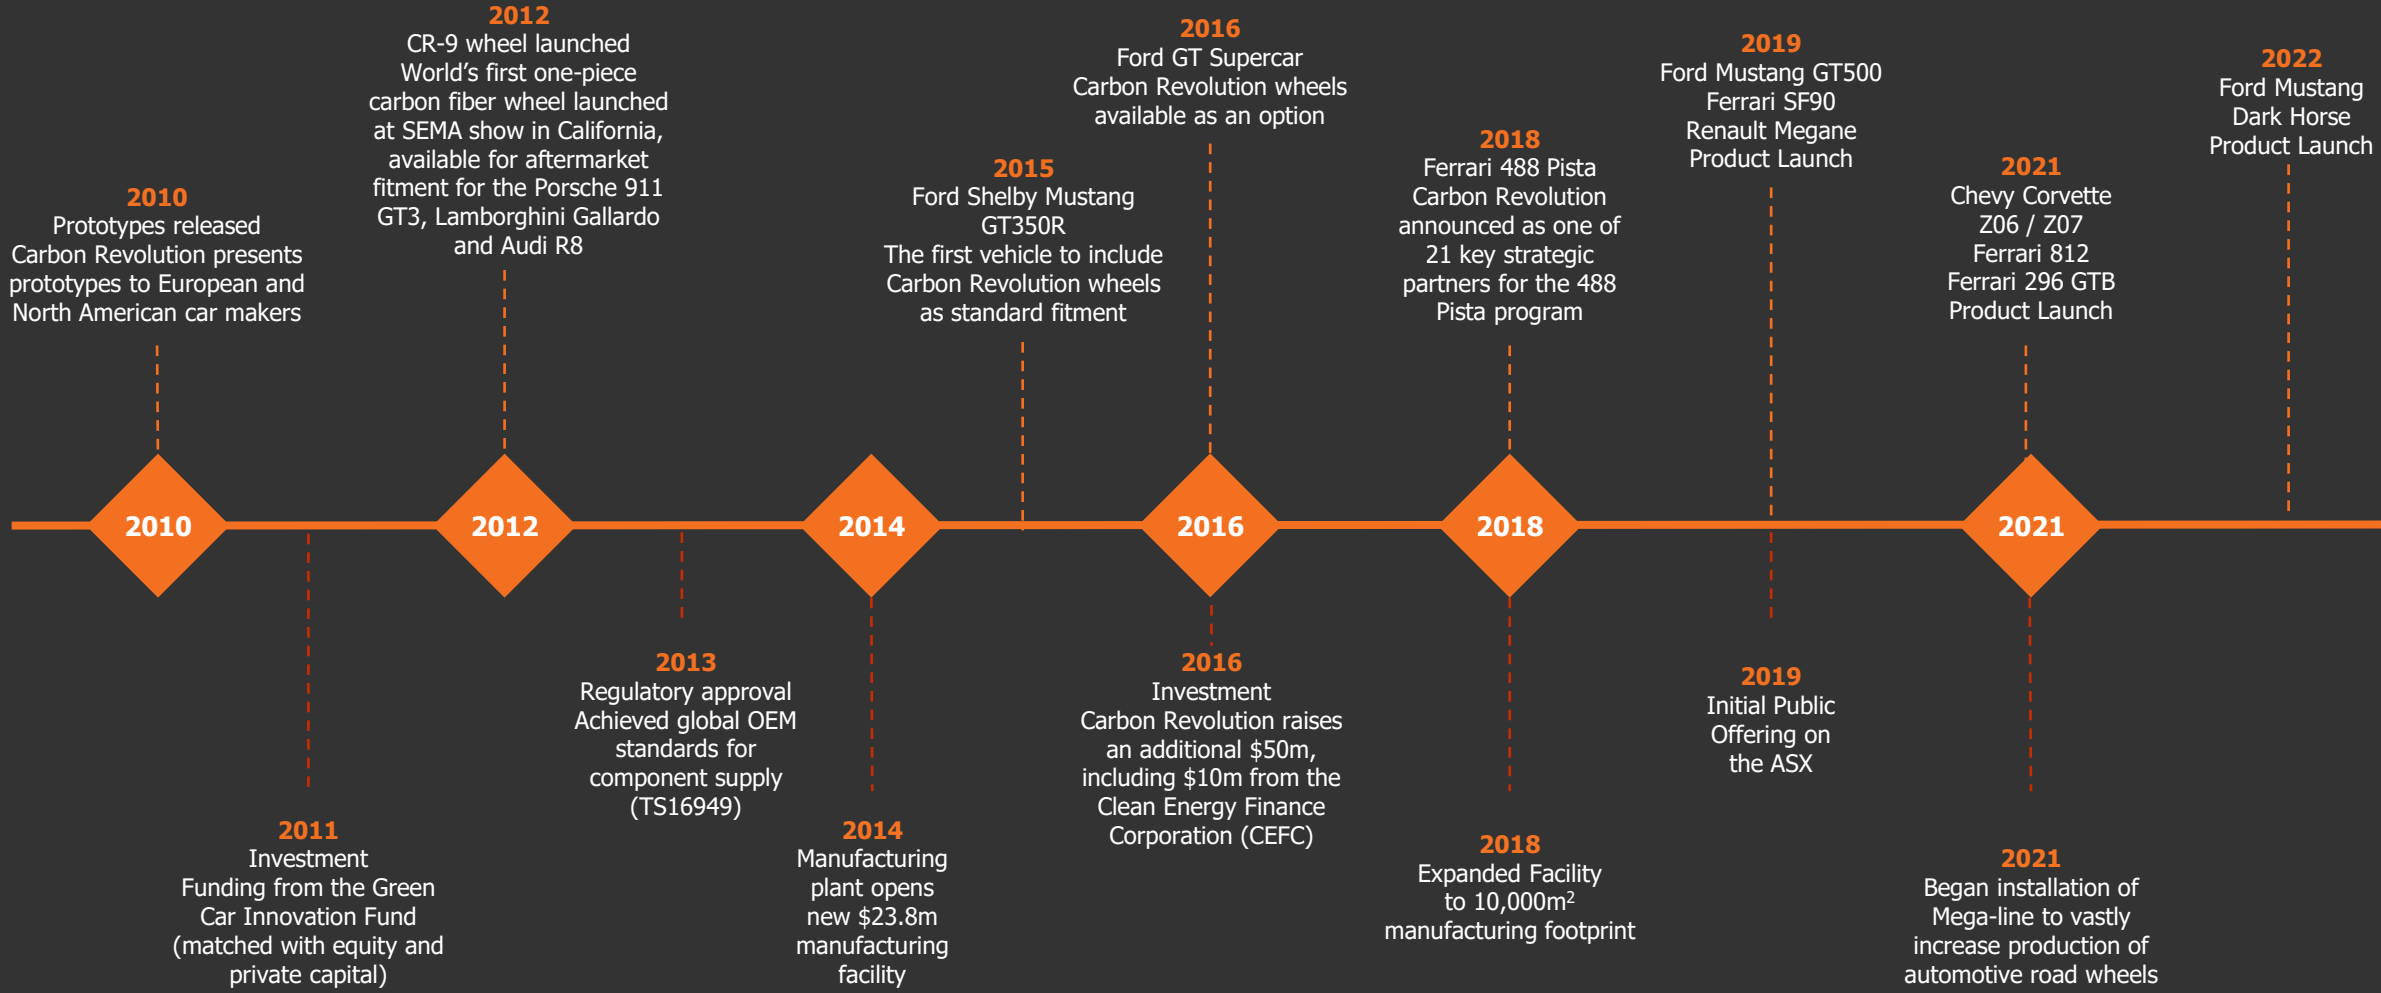 2010
Prototypes released
Carbon Revolution presents
prototypes to European and
North American car makers
2012
CR-9 wheel launched
World’s first one-piece
carbon fiber wheel launched
at SEMA show in California,
available for aftermarket
fitment for the Porsche 911
GT3, Lamborghini Gallardo
and Audi R8
2015
Ford Shelby Mustang
GT350R
The first vehicle to include
Carbon Revolution wheels
as standard fitment
2016
Ford GT Supercar
Carbon Revolution wheels
available as an option
2018
Ferrari 488 Pista
Carbon Revolution
announced as one of
21 key strategic
partners for the 488
Pista program
2019
Ford Mustang GT500
Ferrari SF90
Renault Megane
Product Launch
2021
Chevy Corvette
Z06 / Z07
Ferrari 812
Ferrari 296 GTB
Product Launch
2022
Ford Mustang
Dark Horse
Product Launch
2010
2012
2014
2016
2018
2021
2011
Investment
Funding from the Green
Car Innovation Fund
(matched with equity and
private capital)
2013
Regulatory approval
Achieved global OEM
standards for
component supply
(TS16949)
2014
Manufacturing
plant opens
new $23.8m
manufacturing
facility
2016
Investment
Carbon Revolution raises
an additional $50m,
including $10m from the
Clean Energy Finance
Corporation (CEFC)
2018
Expanded Facility
to 10,000m²
manufacturing footprint
2019
Initial Public
Offering on
the ASX
2021
Began installation of
Mega-line to vastly
increase production of
automotive road wheels